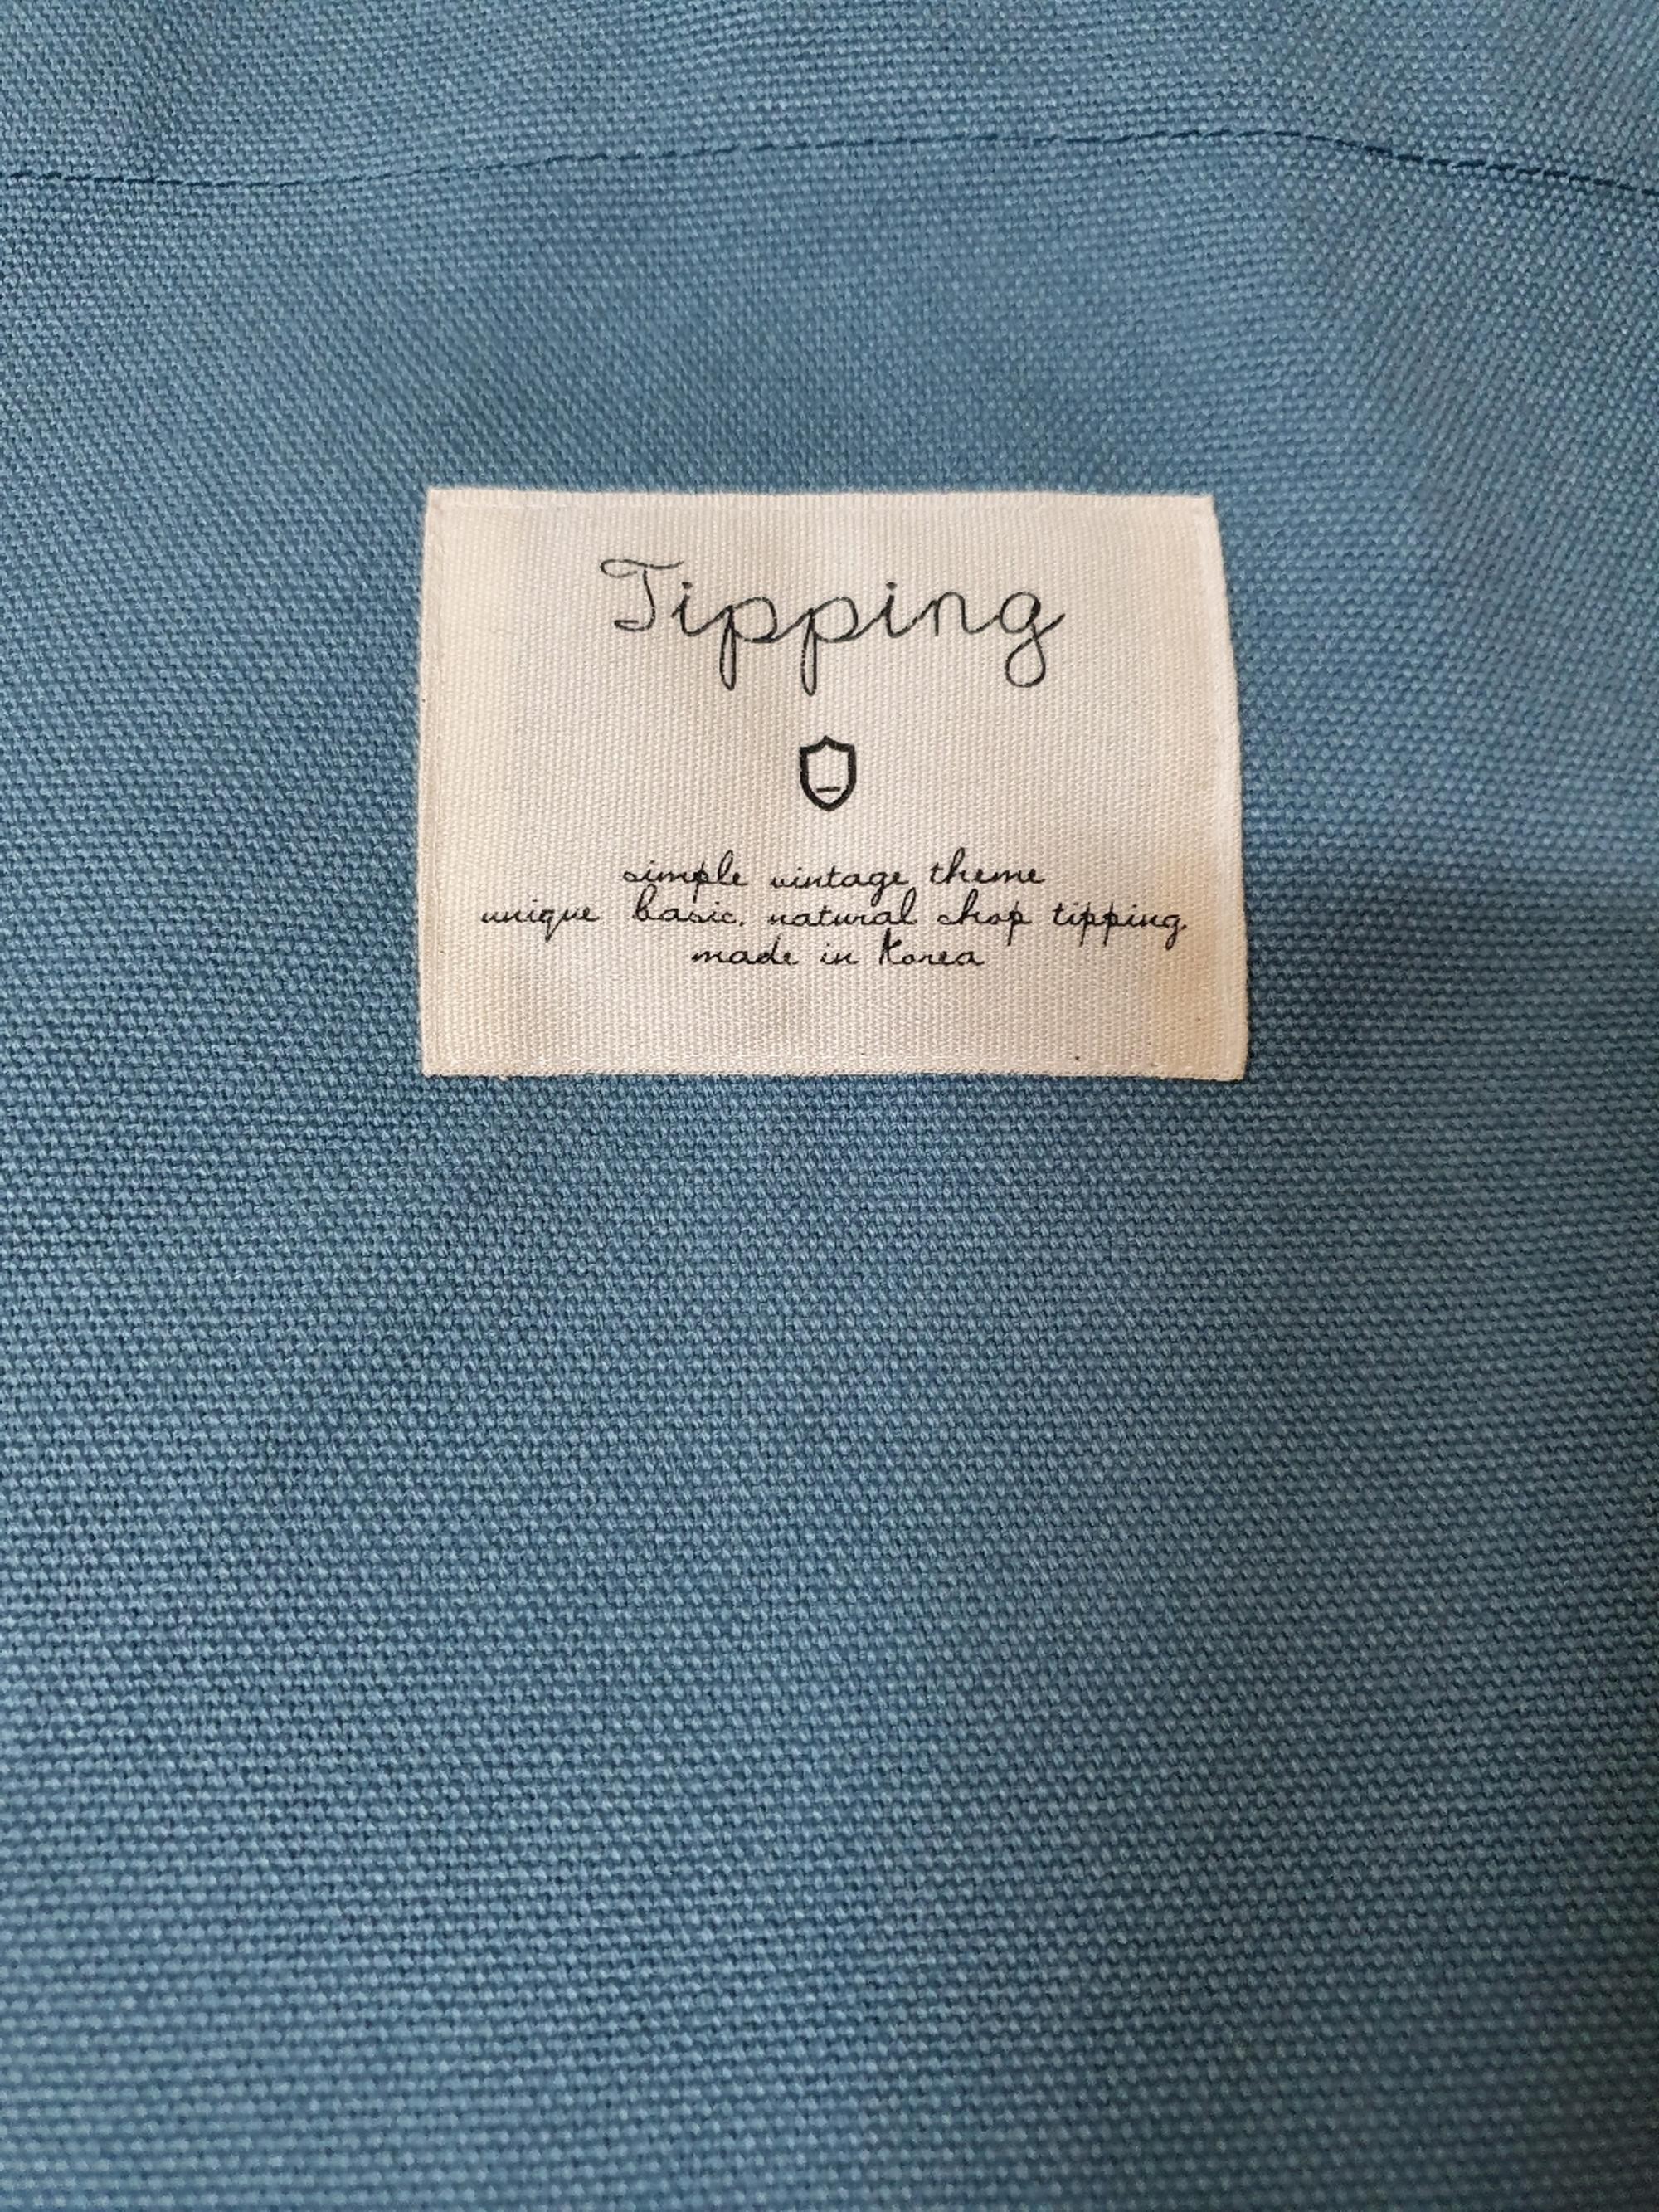 Tipping
simple vintage theme
unique basic. natural shop tipping
made in Korea